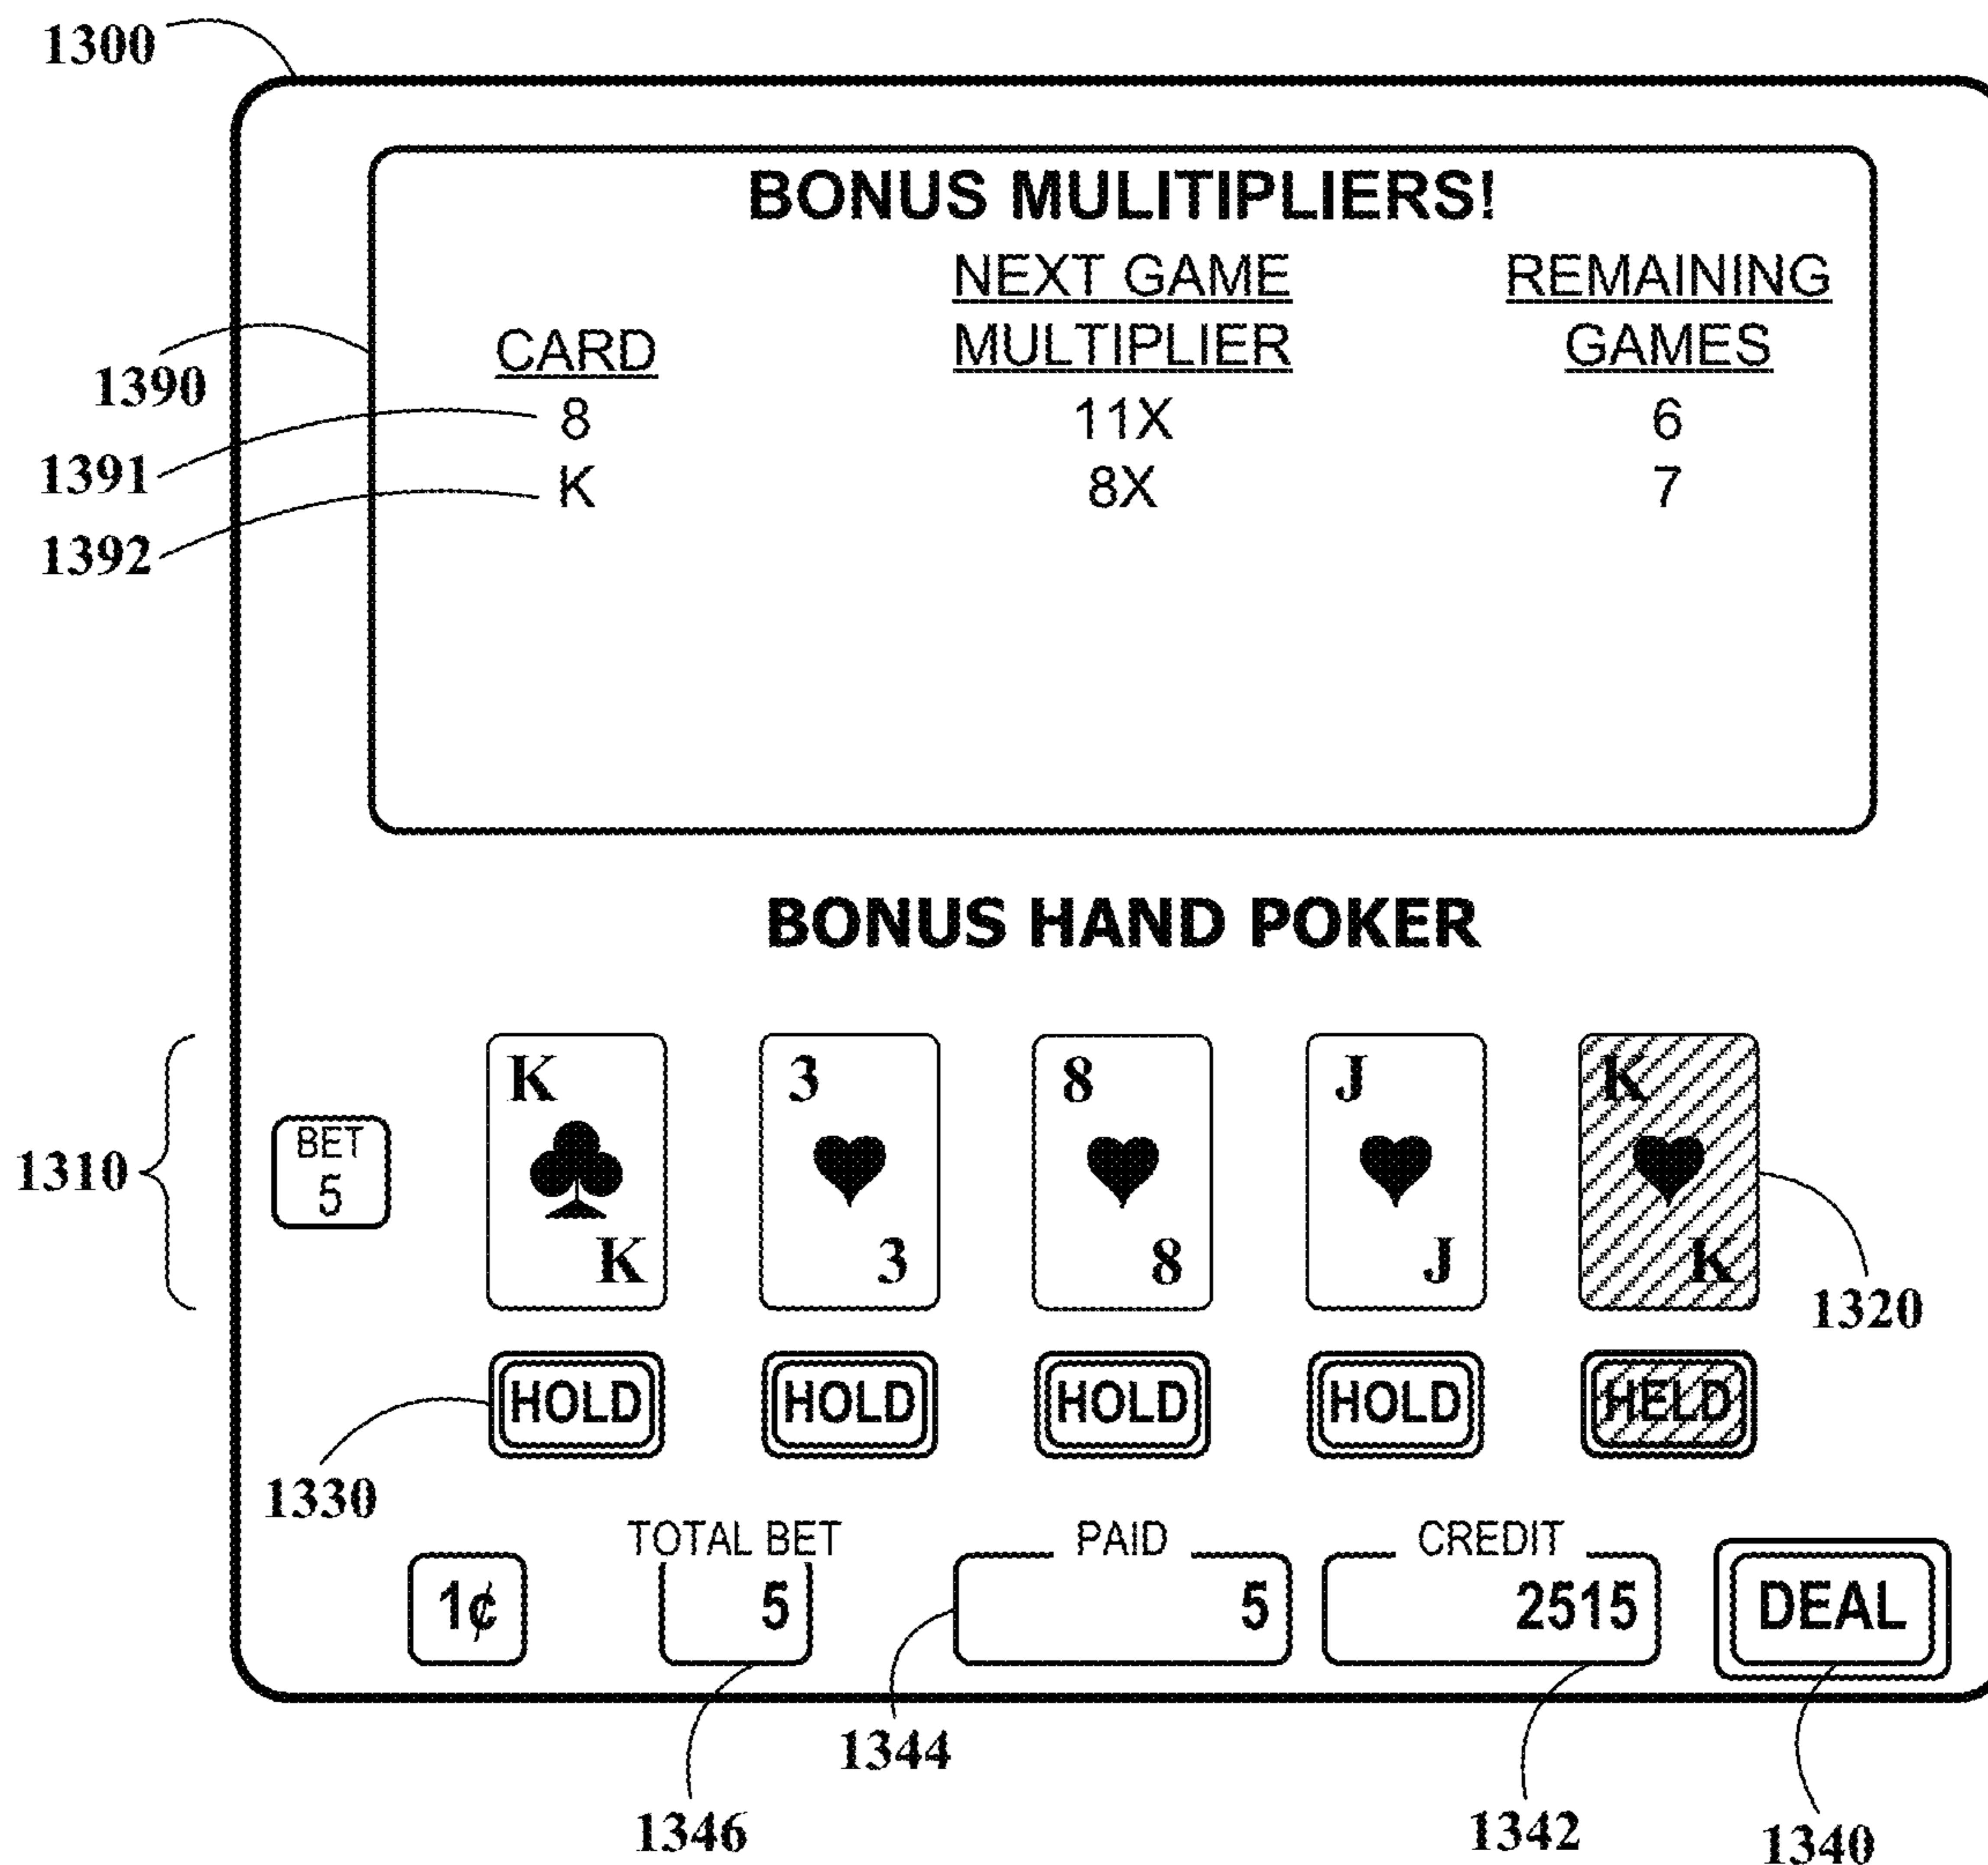 1300
BONUS MULITIPLIERS!
NEXT GAME REMAINING
CARD MULTIPLIER GAMES
1390
8 11X 6
1391
K 8X 7
1392
BONUS HAND POKER
K 3 8 J K
BET
5
1310
K 3 8 J K
1320
HOLD HOLD HOLD HOLD HELD
1330
TOTAL BET PAID CREDIT
1¢ 5 5 2515 DEAL
1344
1346 1342 1340